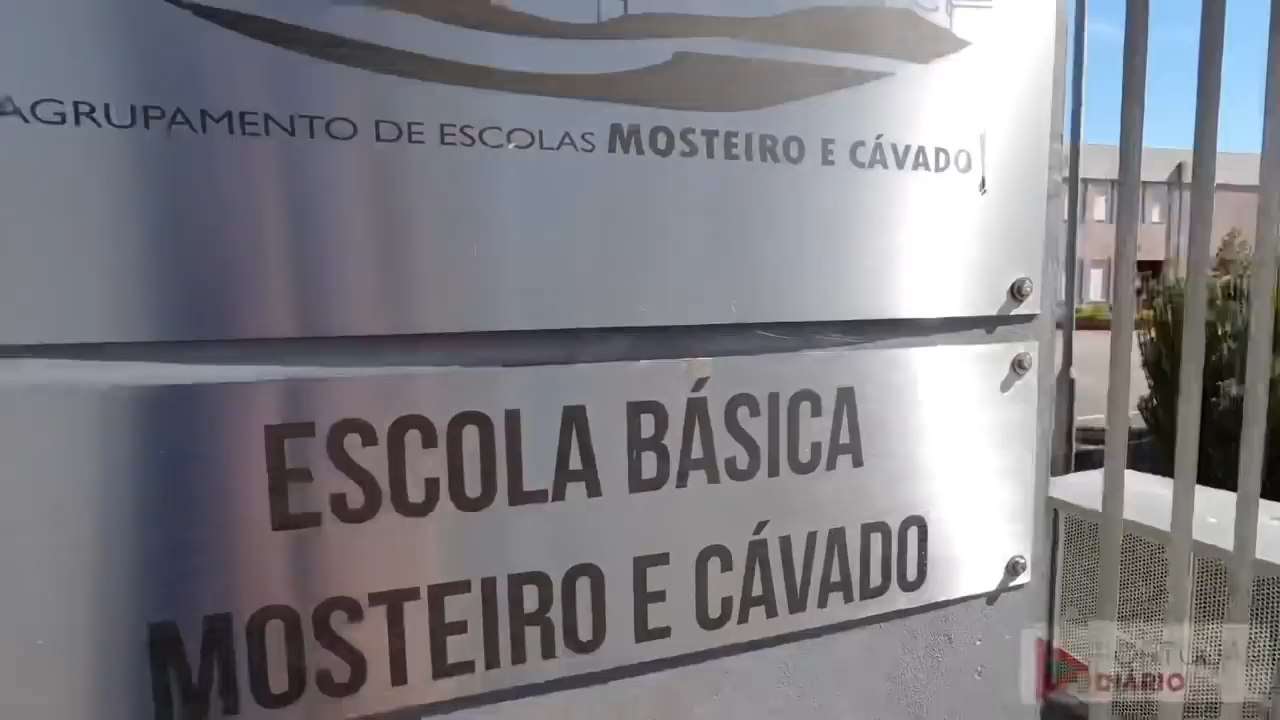 AGRUPAMENTO DE ESCOLAS MOSTEIRO E CÁVADO
ESCOLA BÁSICA
MOSTEIRO E CÁVADO
DIÁRIO